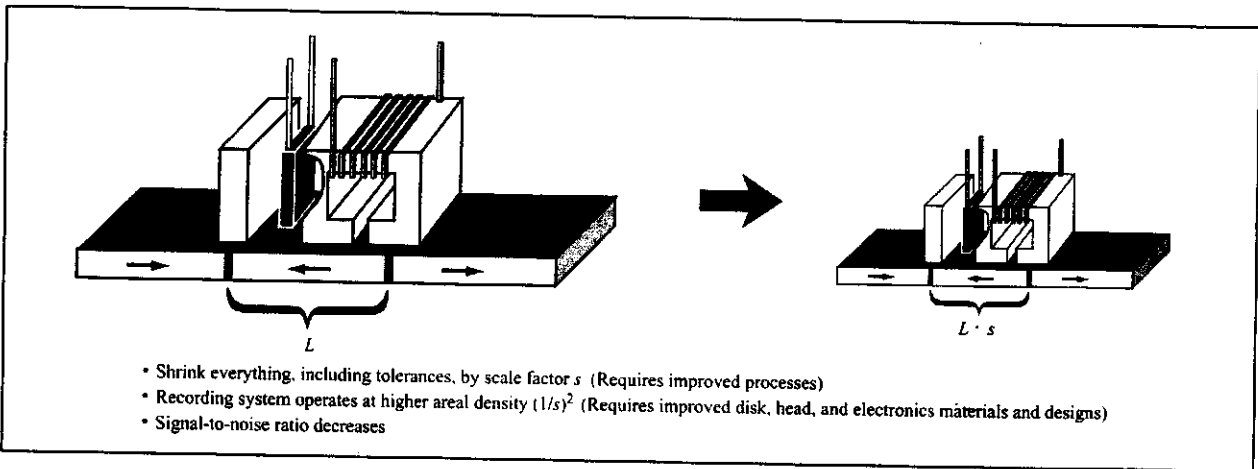 L
L · s
• Shrink everything, including tolerances, by scale factor s (Requires improved processes)
• Recording system operates at higher areal density (1/s)² (Requires improved disk, head, and electronics materials and designs)
• Signal-to-noise ratio decreases